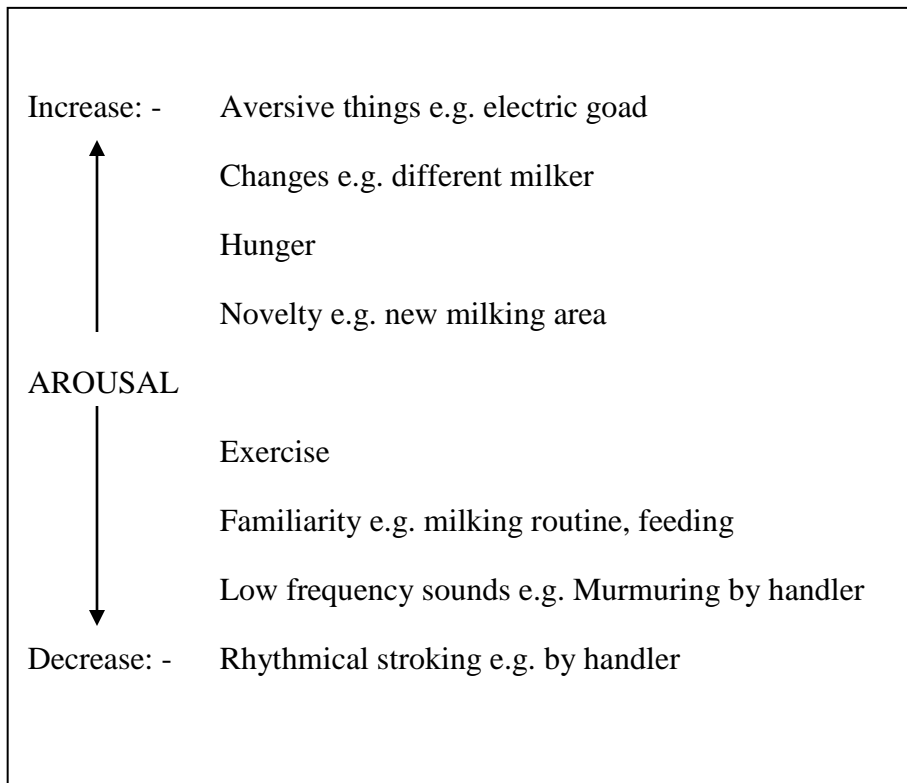 Increase: - Aversive things e.g. electric goad
Changes e.g. different milker
Hunger
Novelty e.g. new milking area
AROUSAL
Exercise
Familiarity e.g. milking routine, feeding
Low frequency sounds e.g. Murmuring by handler
Decrease: - Rhythmical stroking e.g. by handler